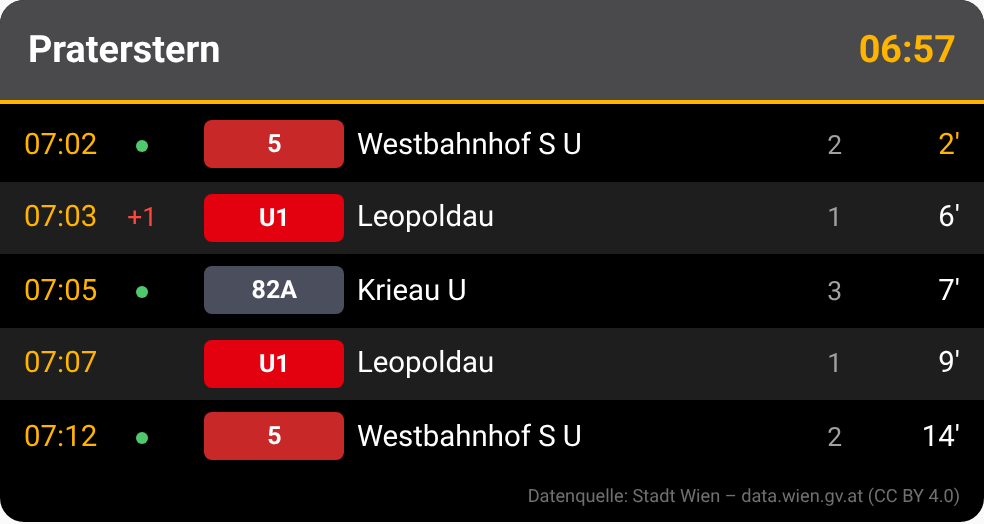 Praterstern 06:57
07:02 5 Westbahnhof S U 2 2'
07:03 +1 U1 Leopoldau 1 6'
07:05 82A Krieau U 3 7'
07:07 U1 Leopoldau 1 9'
07:12 5 Westbahnhof S U 2 14'
Datenquelle: Stadt Wien – data.wien.gv.at (CC BY 4.0)